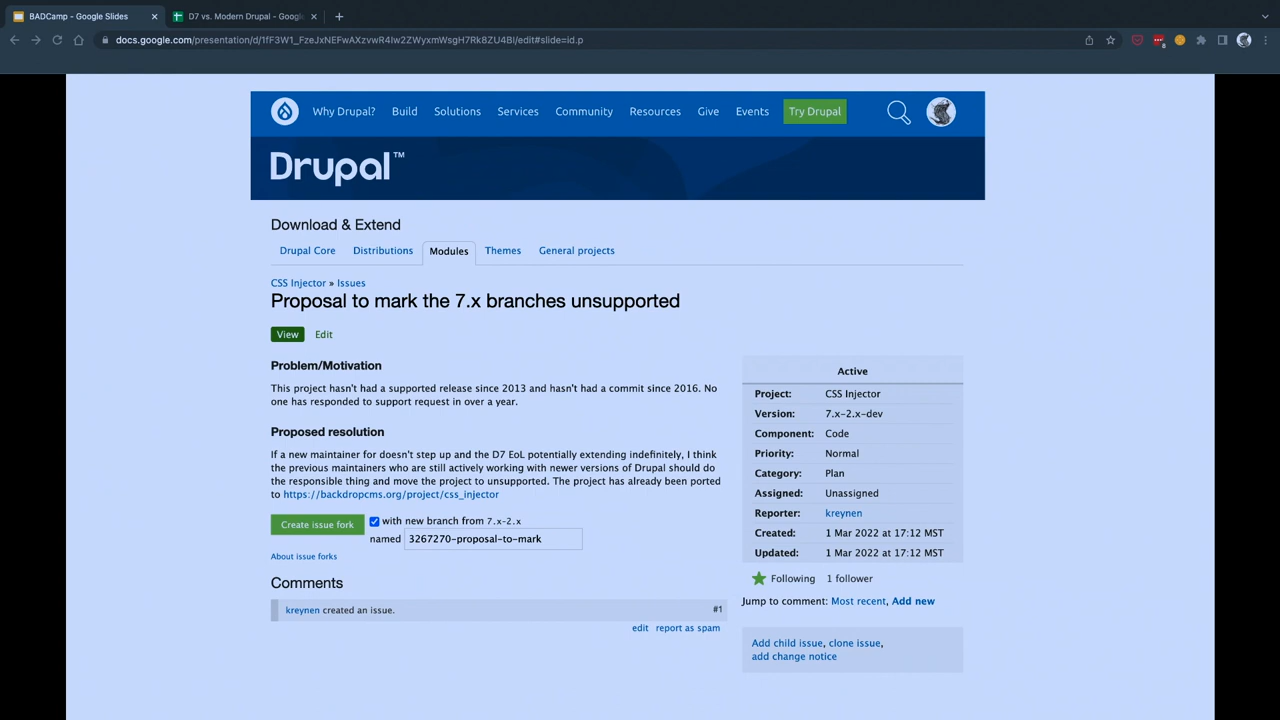 BADCamp - Google Slides
D7 vs. Modern Drupal - Google
docs.google.com/presentation/d/1fF3W1_FzeJxNEFwAXzvwR4Iw2ZWyxmWsgH7Rk8ZU4BI/edit#slide=id.p
8
Why Drupal? Build Solutions Services Community Resources Give Events Try Drupal
Drupal™
Download & Extend
Drupal Core Distributions Modules Themes General projects
CSS Injector » Issues
Proposal to mark the 7.x branches unsupported
View Edit
Problem/Motivation
This project hasn't had a supported release since 2013 and hasn't had a commit since 2016. No
one has responded to support request in over a year.
Proposed resolution
If a new maintainer for doesn't step up and the D7 EoL potentially extending indefinitely, I think
the previous maintainers who are still actively working with newer versions of Drupal should do
the responsible thing and move the project to unsupported. The project has already been ported
to https://backdropcms.org/project/css_injector
Create issue fork with new branch from 7.x-2.x
named 3267270-proposal-to-mark
About issue forks
Comments
kreynen created an issue. #1
edit report as spam
Active
Project: CSS Injector
Version: 7.x-2.x-dev
Component: Code
Priority: Normal
Category: Plan
Assigned: Unassigned
Reporter: kreynen
Created: 1 Mar 2022 at 17:12 MST
Updated: 1 Mar 2022 at 17:12 MST
Following 1 follower
Jump to comment: Most recent, Add new
Add child issue, clone issue,
add change notice